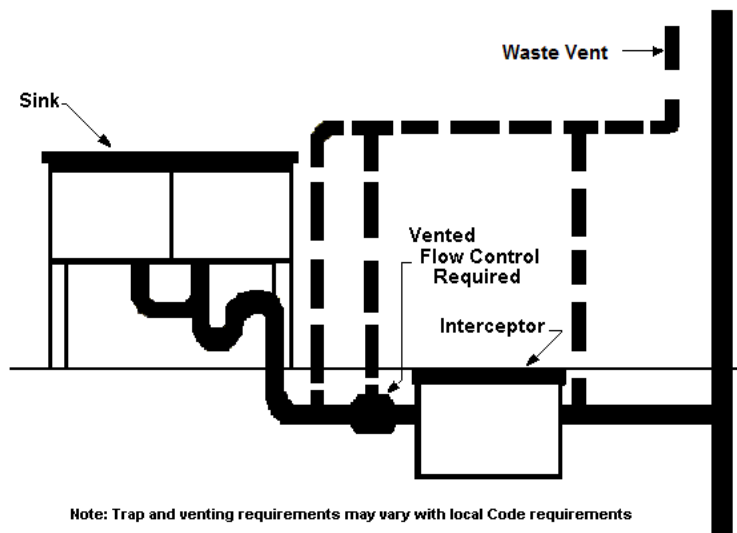 Waste Vent
Sink
Vented
Flow Control
Required
Interceptor
Note: Trap and venting requirements may vary with local Code requirements